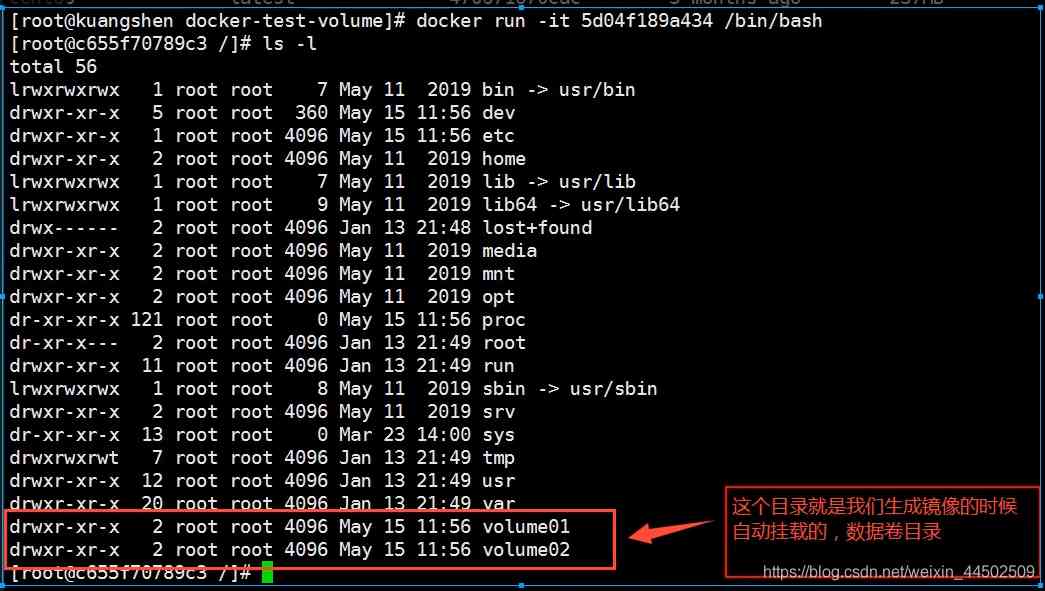 [root@kuangshen docker-test-volume]# docker run -it 5d04f189a434 /bin/bash
[root@c655f70789c3 /]# ls -l
total 56
lrwxrwxrwx   1 root root    7 May 11  2019 bin -> usr/bin
drwxr-xr-x   5 root root  360 May 15 11:56 dev
drwxr-xr-x   1 root root 4096 May 15 11:56 etc
drwxr-xr-x   2 root root 4096 May 11  2019 home
lrwxrwxrwx   1 root root    7 May 11  2019 lib -> usr/lib
lrwxrwxrwx   1 root root    9 May 11  2019 lib64 -> usr/lib64
drwx------   2 root root 4096 Jan 13 21:48 lost+found
drwxr-xr-x   2 root root 4096 May 11  2019 media
drwxr-xr-x   2 root root 4096 May 11  2019 mnt
drwxr-xr-x   2 root root 4096 May 11  2019 opt
dr-xr-xr-x 121 root root    0 May 15 11:56 proc
dr-xr-x---   2 root root 4096 Jan 13 21:49 root
drwxr-xr-x  11 root root 4096 Jan 13 21:49 run
lrwxrwxrwx   1 root root    8 May 11  2019 sbin -> usr/sbin
drwxr-xr-x   2 root root 4096 May 11  2019 srv
dr-xr-xr-x  13 root root    0 Mar 23 14:00 sys
drwxrwxrwt   7 root root 4096 Jan 13 21:49 tmp
drwxr-xr-x  12 root root 4096 Jan 13 21:49 usr
drwxr-xr-x  20 root root 4096 Jan 13 21:49 var
drwxr-xr-x   2 root root 4096 May 15 11:56 volume01
drwxr-xr-x   2 root root 4096 May 15 11:56 volume02
[root@c655f70789c3 /]#
这个目录就是我们生成镜像的时候
自动挂载的，数据卷目录
https://blog.csdn.net/weixin_44502509